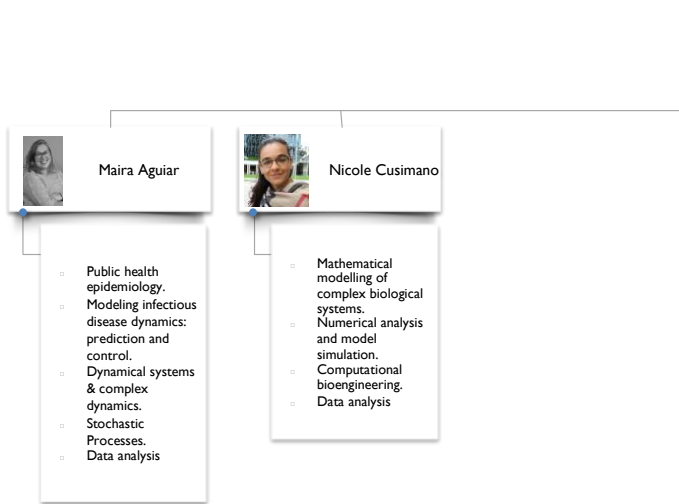 Maira Aguiar
Public health
epidemiology.
Modeling infectious
disease dynamics:
prediction and
control.
Dynamical systems
& complex
dynamics.
Stochastic
Processes.
Data analysis
Nicole Cusimano
Mathematical
modelling of
complex biological
systems.
Numerical analysis
and model
simulation.
Computational
bioengineering.
Data analysis